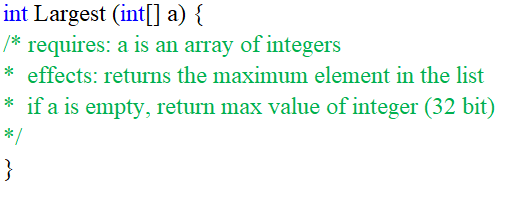 int Largest (int[] a) {
/* requires: a is an array of integers
*  effects: returns the maximum element in the list
*  if a is empty, return max value of integer (32 bit)
*/
}